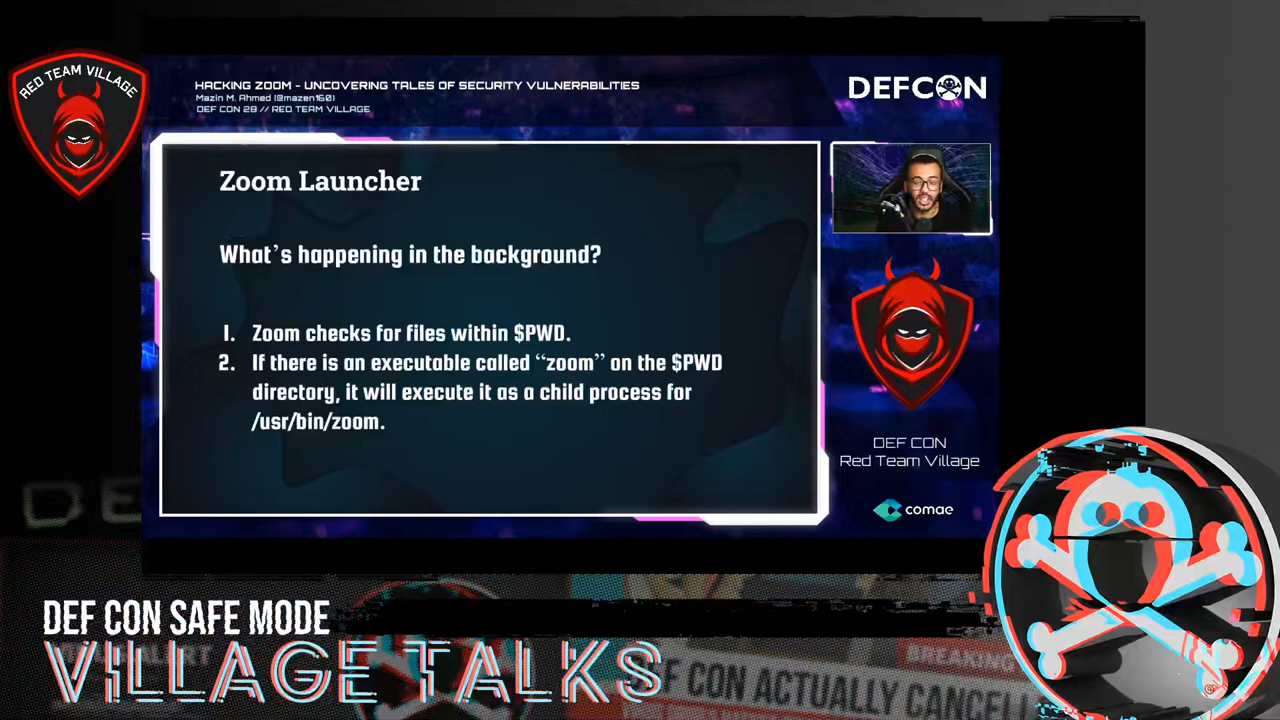 RED TEAM VILLAGE
HACKING ZOOM - UNCOVERING TALES OF SECURITY VULNERABILITIES
Mazin M. Ahmed (@mazen160)
DEF CON 28 // RED TEAM VILLAGE
DEFCON
Zoom Launcher
What's happening in the background?
1. Zoom checks for files within $PWD.
2. If there is an executable called “zoom” on the $PWD
directory, it will execute it as a child process for
/usr/bin/zoom.
DEF CON
Red Team Village
comae
DE
DEF CON SAFE MODE
VILLAGE TALKS
BREAKING
F CON ACTUALLY CANCELL